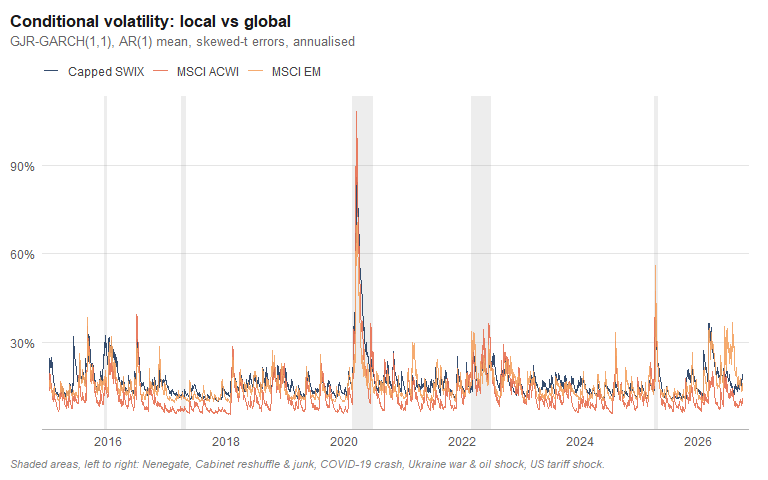 Conditional volatility: local vs global
GJR-GARCH(1,1), AR(1) mean, skewed-t errors, annualised
Capped SWIX MSCI ACWI MSCI EM
90%
60%
30%
2016 2018 2020 2022 2024 2026
Shaded areas, left to right: Nenegate, Cabinet reshuffle & junk, COVID-19 crash, Ukraine war & oil shock, US tariff shock.